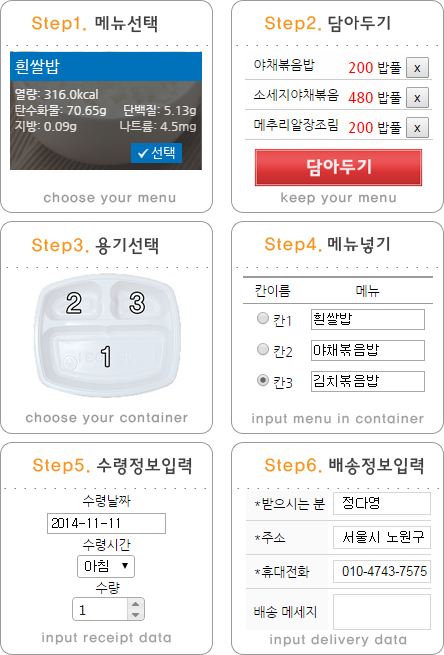 Step1. 메뉴선택
흰쌀밥
열량: 316.0kcal
탄수화물: 70.65g 단백질: 5.13g
지방: 0.09g 나트륨: 4.5mg
✓ 선택
choose your menu
Step2. 담아두기
야채볶음밥 200 밥풀 x
소세지야채볶음 480 밥풀 x
메추리알장조림 200 밥풀 x
담아두기
keep your menu
Step3. 용기선택
2 3
1
choose your container
Step4. 메뉴넣기
칸이름 메뉴
칸1 흰쌀밥
칸2 야채볶음밥
칸3 김치볶음밥
input menu in container
Step5. 수령정보입력
수령날짜
2014-11-11
수령시간
아침
수량
1
input receipt data
Step6. 배송정보입력
*받으시는 분 정다영
*주소 서울시 노원구
*휴대전화 010-4743-7575
배송 메세지
input delivery data